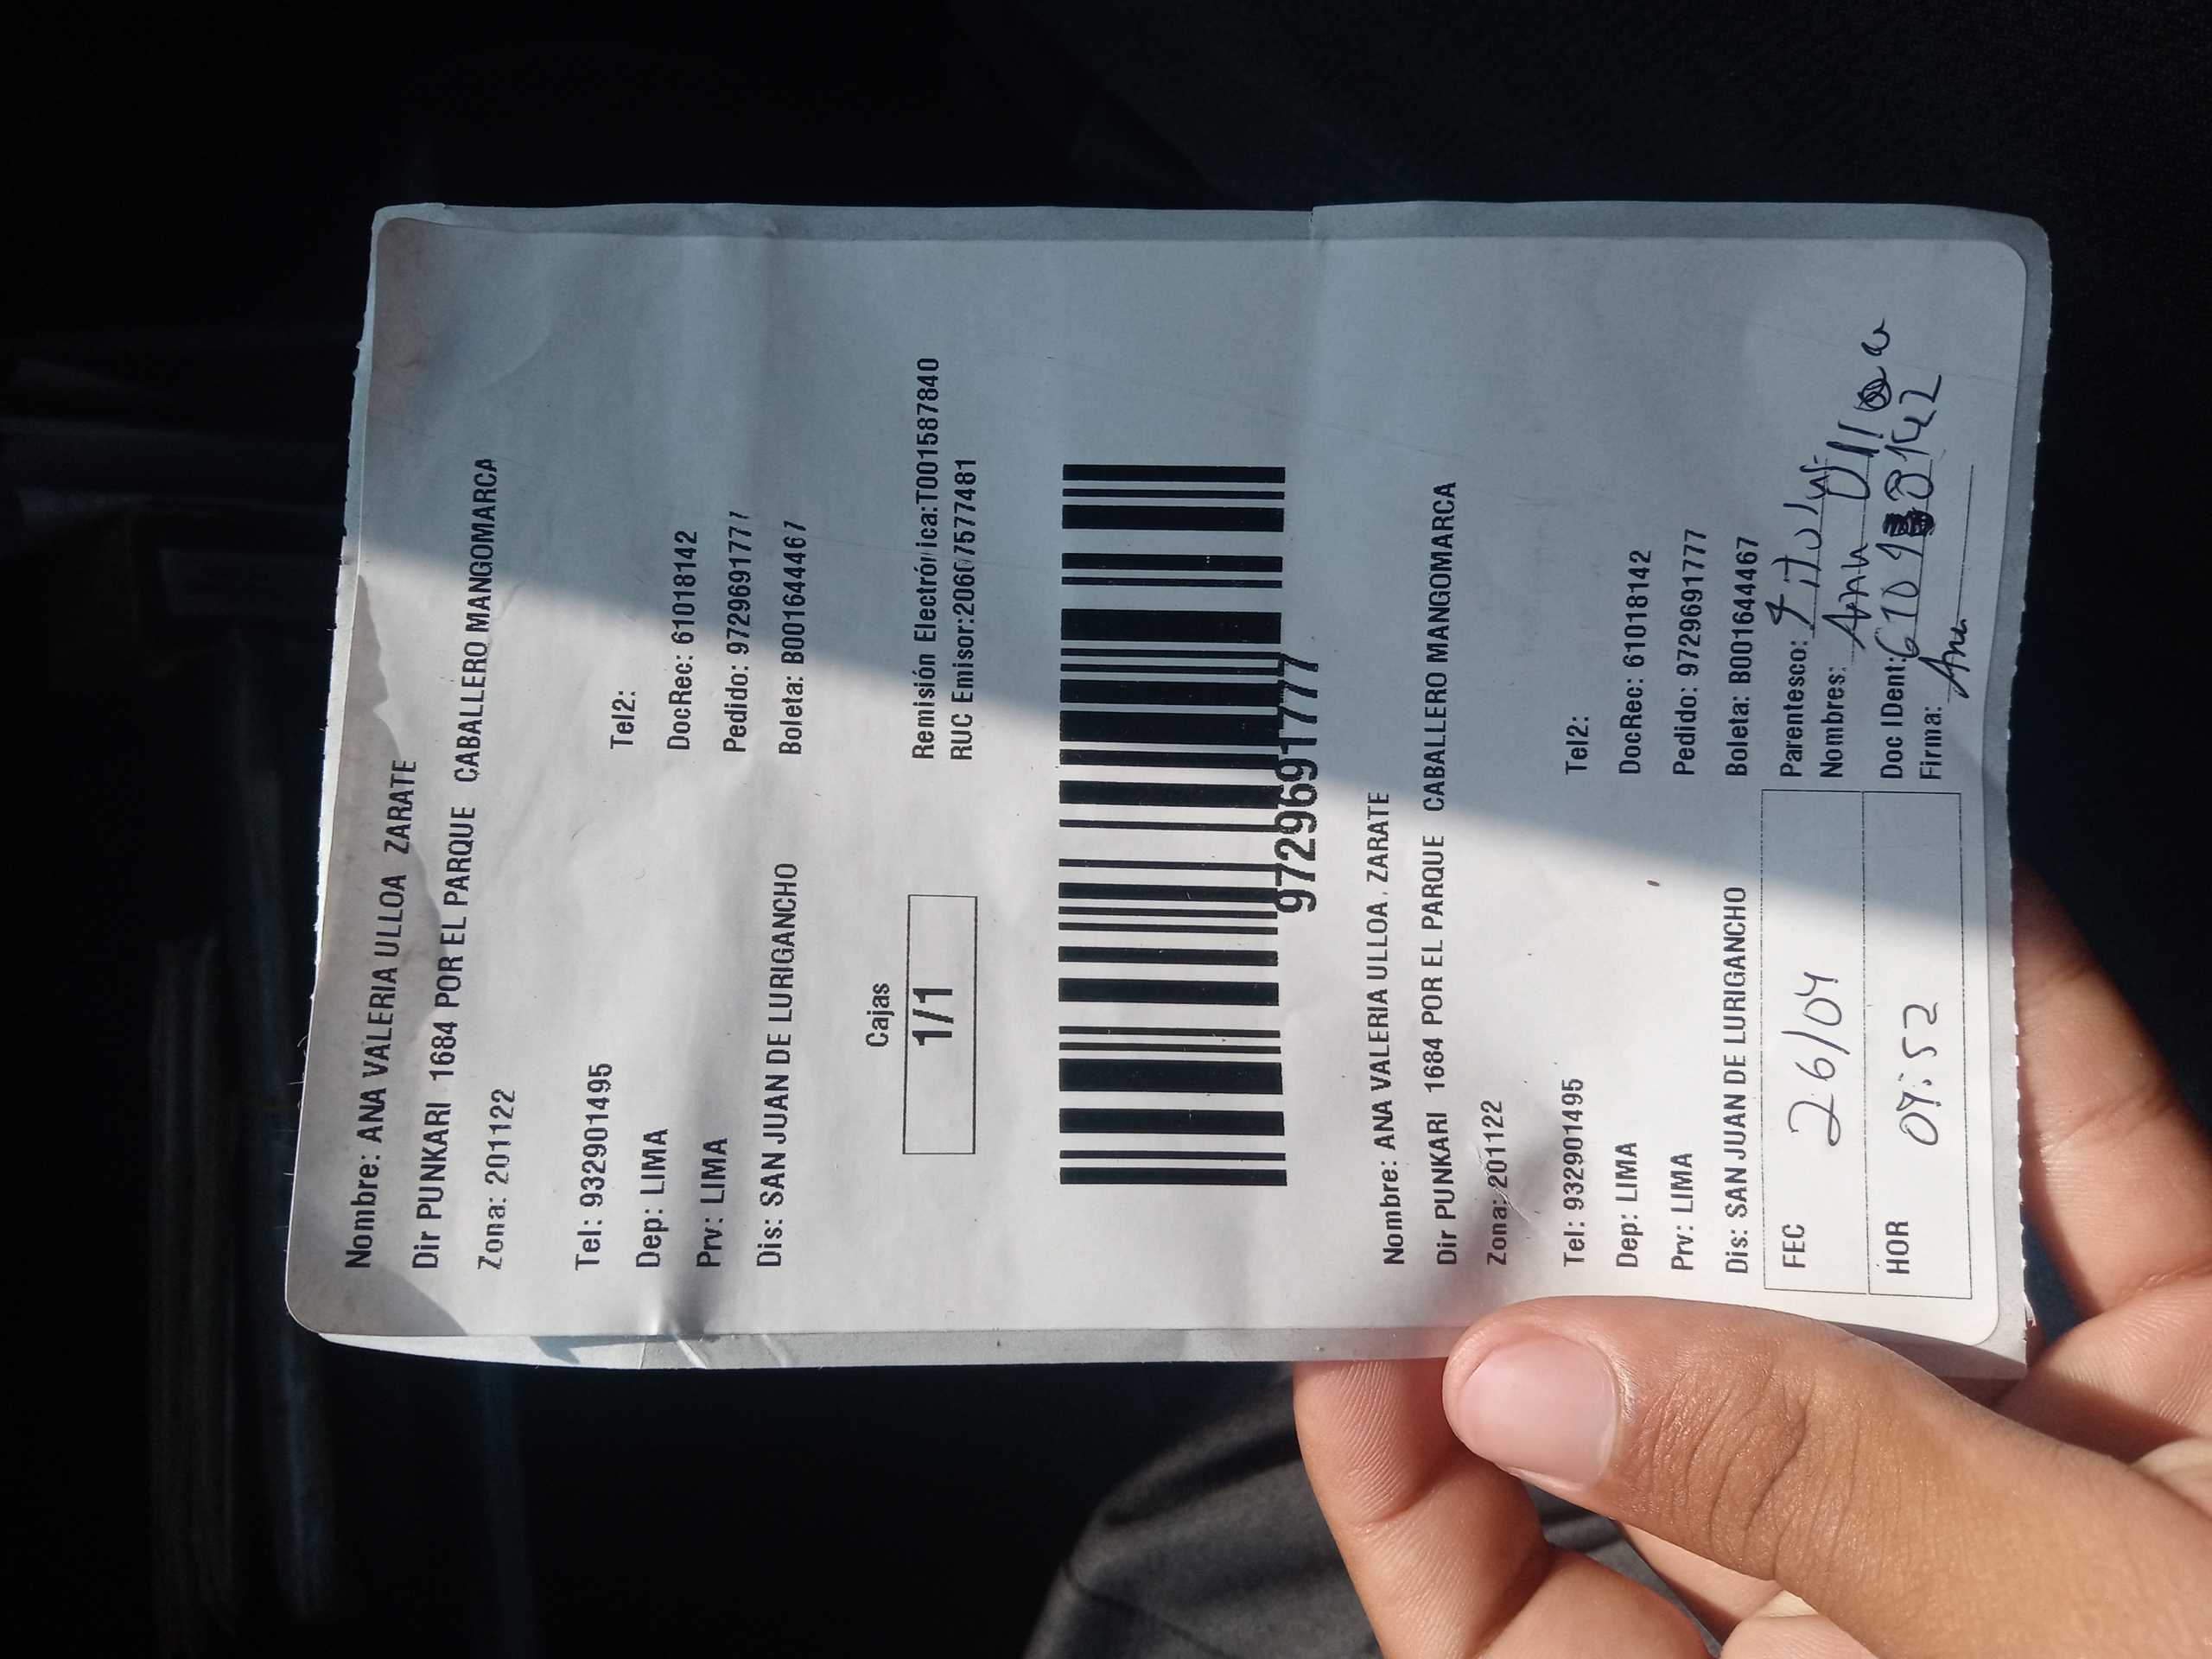 Nombre: ANA VALERIA ULLOA ZARATE
Dir PUNKARI 1684 POR EL PARQUE CABALLERO MANGOMARCA
Zona: 201122
Tel: 932901495 Tel2:
Dep: LIMA DocRec: 61018142
Prv: LIMA Pedido: 9729691777
Dis: SAN JUAN DE LURIGANCHO Boleta: B001644467
Cajas
1/1
Remisión Electrónica:T001587840
RUC Emisor:20607577481
9729691777
Nombre: ANA VALERIA ULLOA . ZARATE
Dir PUNKARI 1684 POR EL PARQUE CABALLERO MANGOMARCA
Zona: 201122
Tel: 932901495 Tel2:
Dep: LIMA DocRec: 61018142
Prv: LIMA Pedido: 9729691777
Dis: SAN JUAN DE LURIGANCHO Boleta: B001644467
FEC 26/04
HOR 09:52
Parentesco: Titular
Nombres: Ana Ulloa
Doc IDent: 6101 8142
Firma: Ana